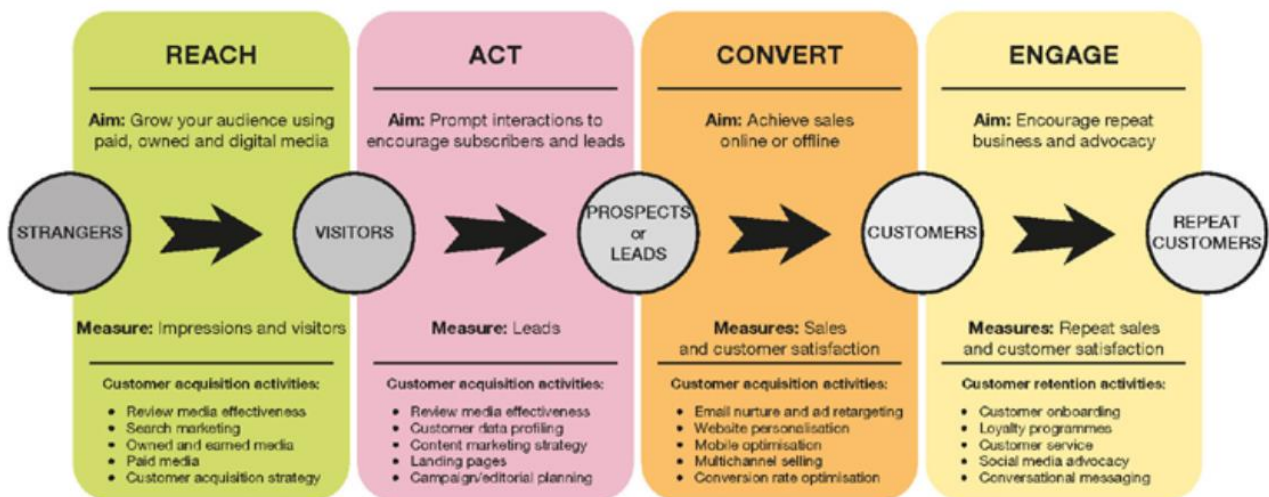 REACH
Aim: Grow your audience using
paid, owned and digital media
STRANGERS
VISITORS
Measure: Impressions and visitors
Customer acquisition activities:
• Review media effectiveness
• Search marketing
• Owned and earned media
• Paid media
• Customer acquisition strategy
ACT
Aim: Prompt interactions to
encourage subscribers and leads
PROSPECTS
or
LEADS
Measure: Leads
Customer acquisition activities:
• Review media effectiveness
• Customer data profiling
• Content marketing strategy
• Landing pages
• Campaign/editorial planning
CONVERT
Aim: Achieve sales
online or offline
CUSTOMERS
Measures: Sales
and customer satisfaction
Customer acquisition activities:
• Email nurture and ad retargeting
• Website personalisation
• Mobile optimisation
• Multichannel selling
• Conversion rate optimisation
ENGAGE
Aim: Encourage repeat
business and advocacy
REPEAT
CUSTOMERS
Measures: Repeat sales
and customer satisfaction
Customer retention activities:
• Customer onboarding
• Loyalty programmes
• Customer service
• Social media advocacy
• Conversational messaging